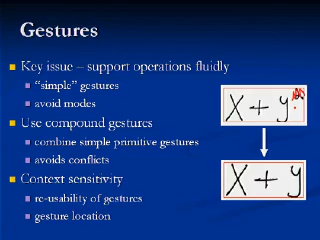 Gestures
Key issue – support operations fluidly
"simple" gestures
avoid modes
Use compound gestures
combine simple primitive gestures
avoids conflicts
Context sensitivity
re-usability of gestures
gesture location
X + y
X + y